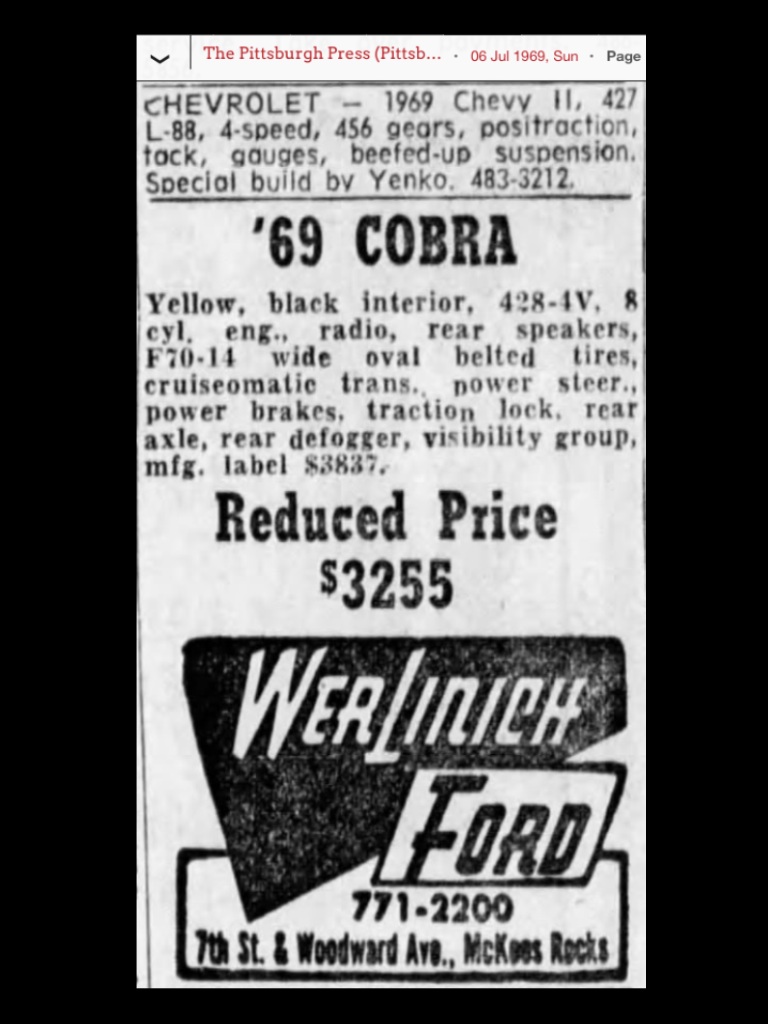 The Pittsburgh Press (Pittsb... · 06 Jul 1969, Sun · Page
CHEVROLET — 1969 Chevy II, 427
L-88, 4-speed, 456 gears, positraction,
tack, gauges, beefed-up suspension.
Special build by Yenko. 483-3212.
'69 COBRA
Yellow, black interior, 428-4V, 8
cyl. eng., radio, rear speakers,
F70-14 wide oval belted tires,
cruiseomatic trans., power steer.,
power brakes, traction lock, rear
axle, rear defogger, visibility group,
mfg. label $3837.
Reduced Price
$3255
WERLINICH
FORD
771-2200
7th St. & Woodward Ave., McKees Rocks